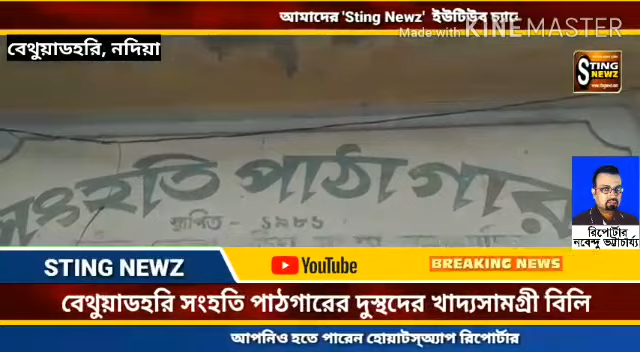 আমাদের 'Sting Newz' ইউটিউব চ্যানে
Made with KINEMASTER
বেথুয়াডহরি, নদিয়া
STING NEWZ
সংহতি পাঠাগার
স্থাপিত - ১৯৮১
রিপোর্টার
নবেন্দু ভট্টাচার্য্য
STING NEWZ
YouTube
BREAKING NEWS
বেথুয়াডহরি সংহতি পাঠগারের দুস্থদের খাদ্যসামগ্রী বিলি
আপনিও হতে পারেন হোয়াটস্অ্যাপ রিপোর্টার